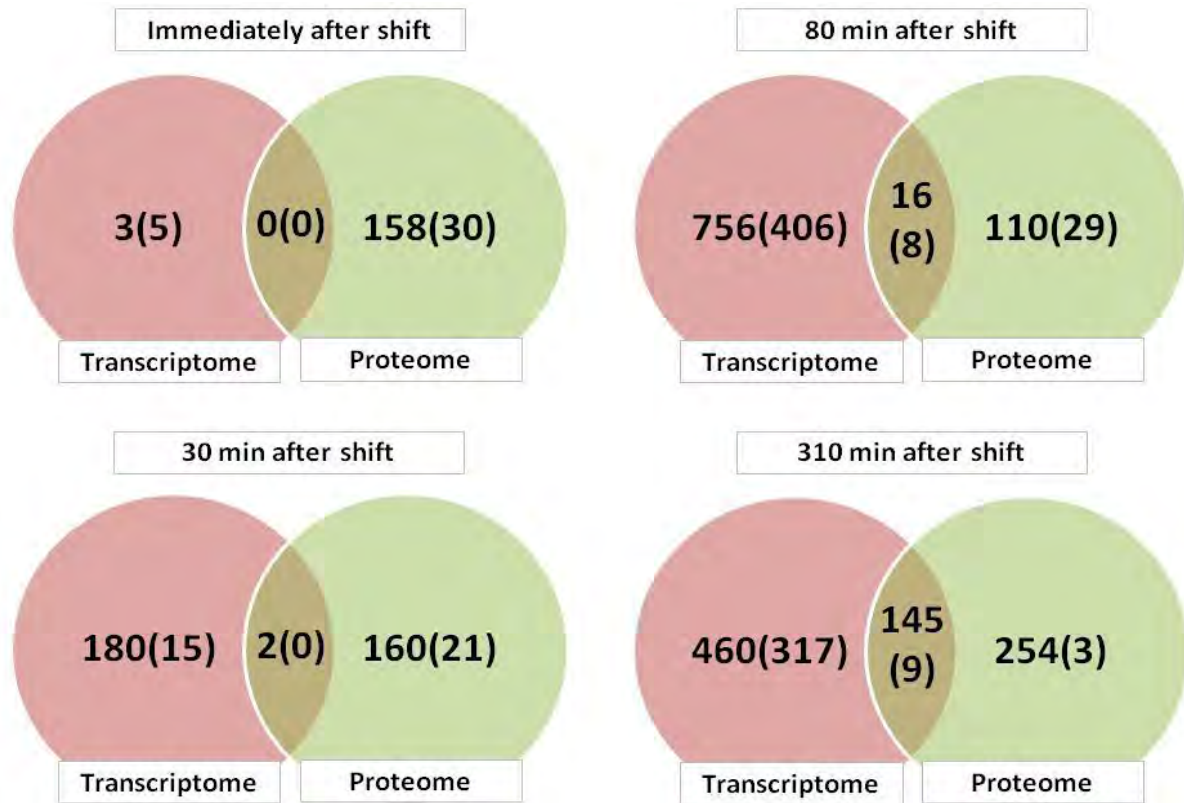 Immediately after shift
3(5)
0(0)
158(30)
Transcriptome
Proteome
80 min after shift
756(406)
16
(8)
110(29)
Transcriptome
Proteome
30 min after shift
180(15)
2(0)
160(21)
Transcriptome
Proteome
310 min after shift
460(317)
145
(9)
254(3)
Transcriptome
Proteome